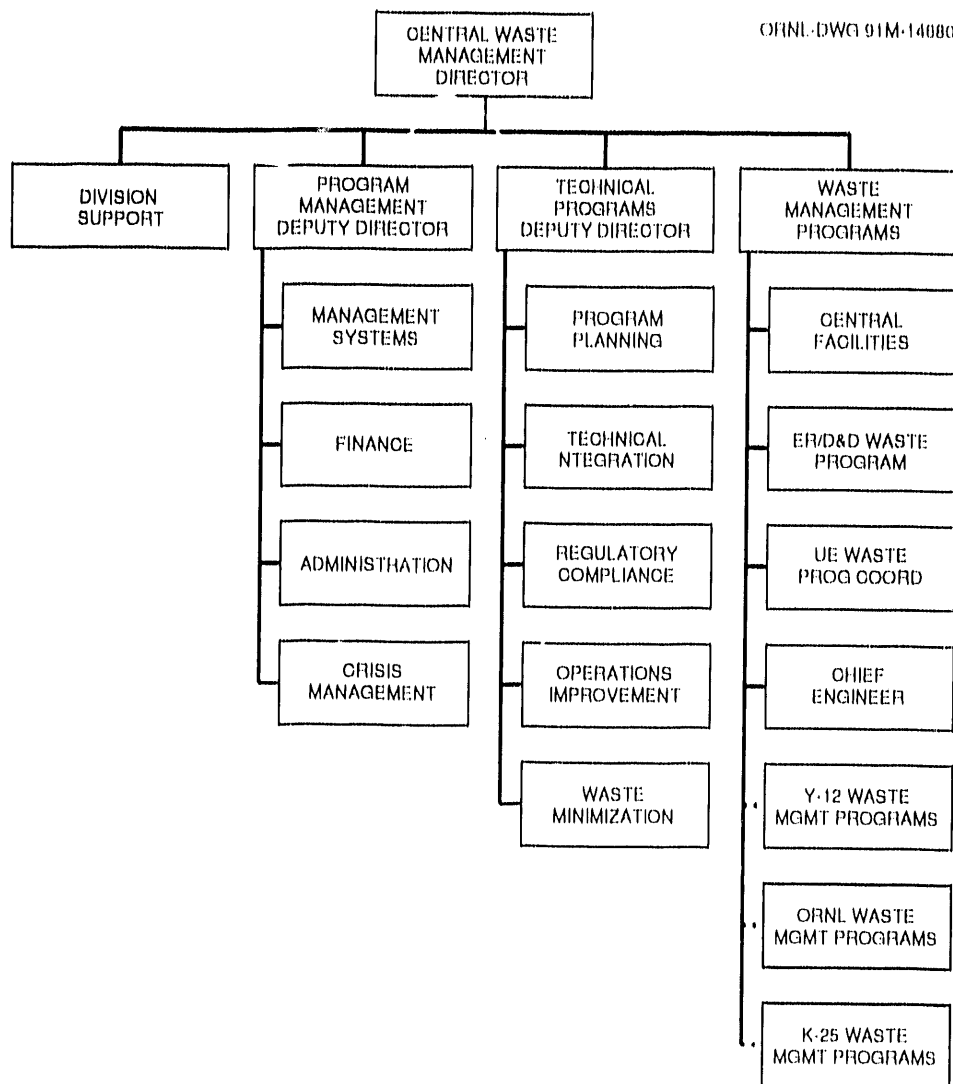 CENTRAL WASTE
MANAGEMENT
DIRECTOR
ORNL-DWG 91M-14080
DIVISION
SUPPORT
PROGRAM
MANAGEMENT
DEPUTY DIRECTOR
TECHNICAL
PROGRAMS
DEPUTY DIRECTOR
WASTE
MANAGEMENT
PROGRAMS
MANAGEMENT
SYSTEMS
FINANCE
ADMINISTRATION
CRISIS
MANAGEMENT
PROGRAM
PLANNING
TECHNICAL
NTEGRATION
REGULATORY
COMPLIANCE
OPERATIONS
IMPROVEMENT
WASTE
MINIMIZATION
CENTRAL
FACILITIES
ER/D&D WASTE
PROGRAM
UE WASTE
PROG COORD
CHIEF
ENGINEER
Y-12 WASTE
MGMT PROGRAMS
ORNL WASTE
MGMT PROGRAMS
K-25 WASTE
MGMT PROGRAMS